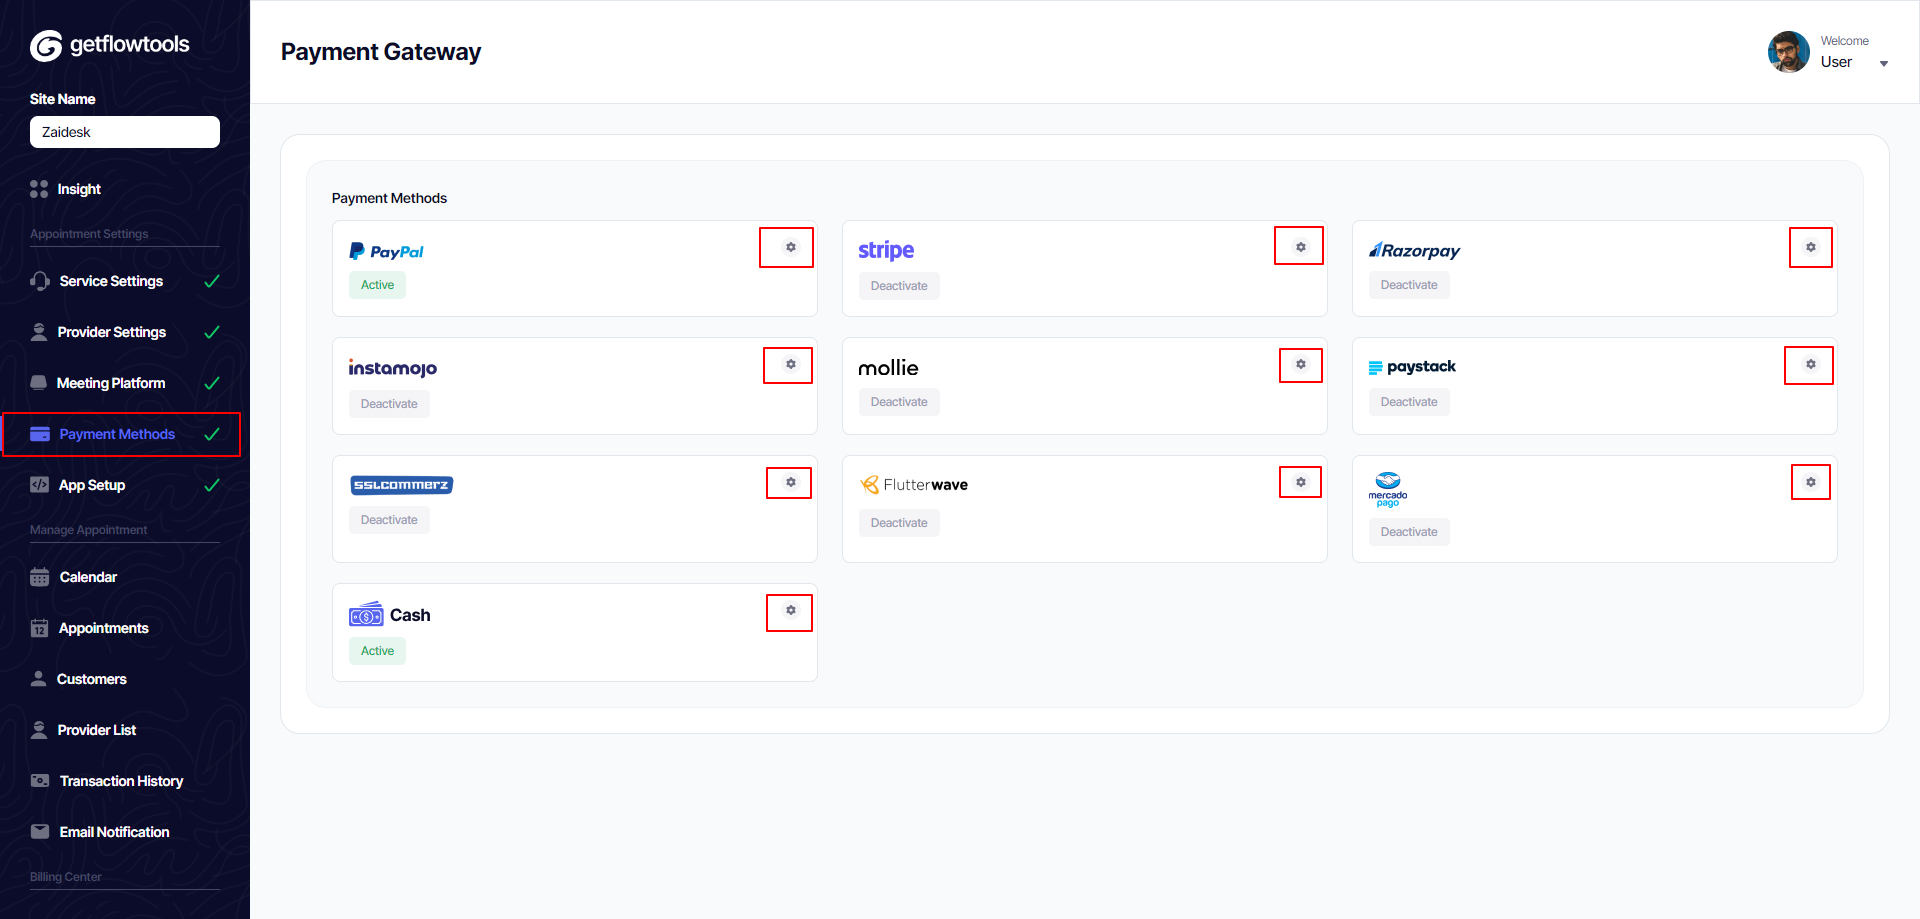 getflowtools
Site Name
Zaidesk
Insight
Appointment Settings
Service Settings
Provider Settings
Meeting Platform
Payment Methods
App Setup
Manage Appointment
Calendar
12
Appointments
Customers
Provider List
Transaction History
Email Notification
Billing Center
Payment Gateway
Welcome
User
Payment Methods
PayPal
Active
stripe
Deactivate
Razorpay
Deactivate
instamojo
Deactivate
mollie
Deactivate
paystack
Deactivate
SSLCOMMERZ
Deactivate
Flutterwave
Deactivate
mercado
pago
Deactivate
Cash
Active